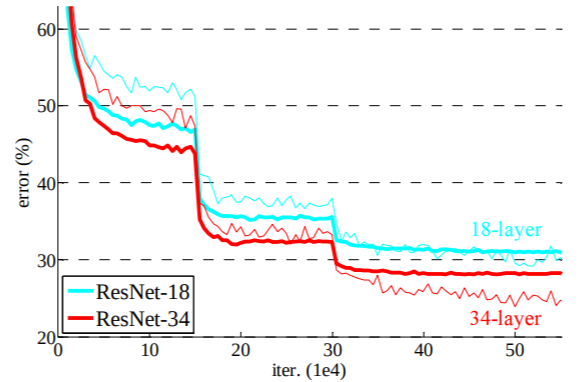 60
50
40
30
20
error (%)
18-layer
34-layer
ResNet-18
ResNet-34
0 10 20 30 40 50
iter. (1e4)